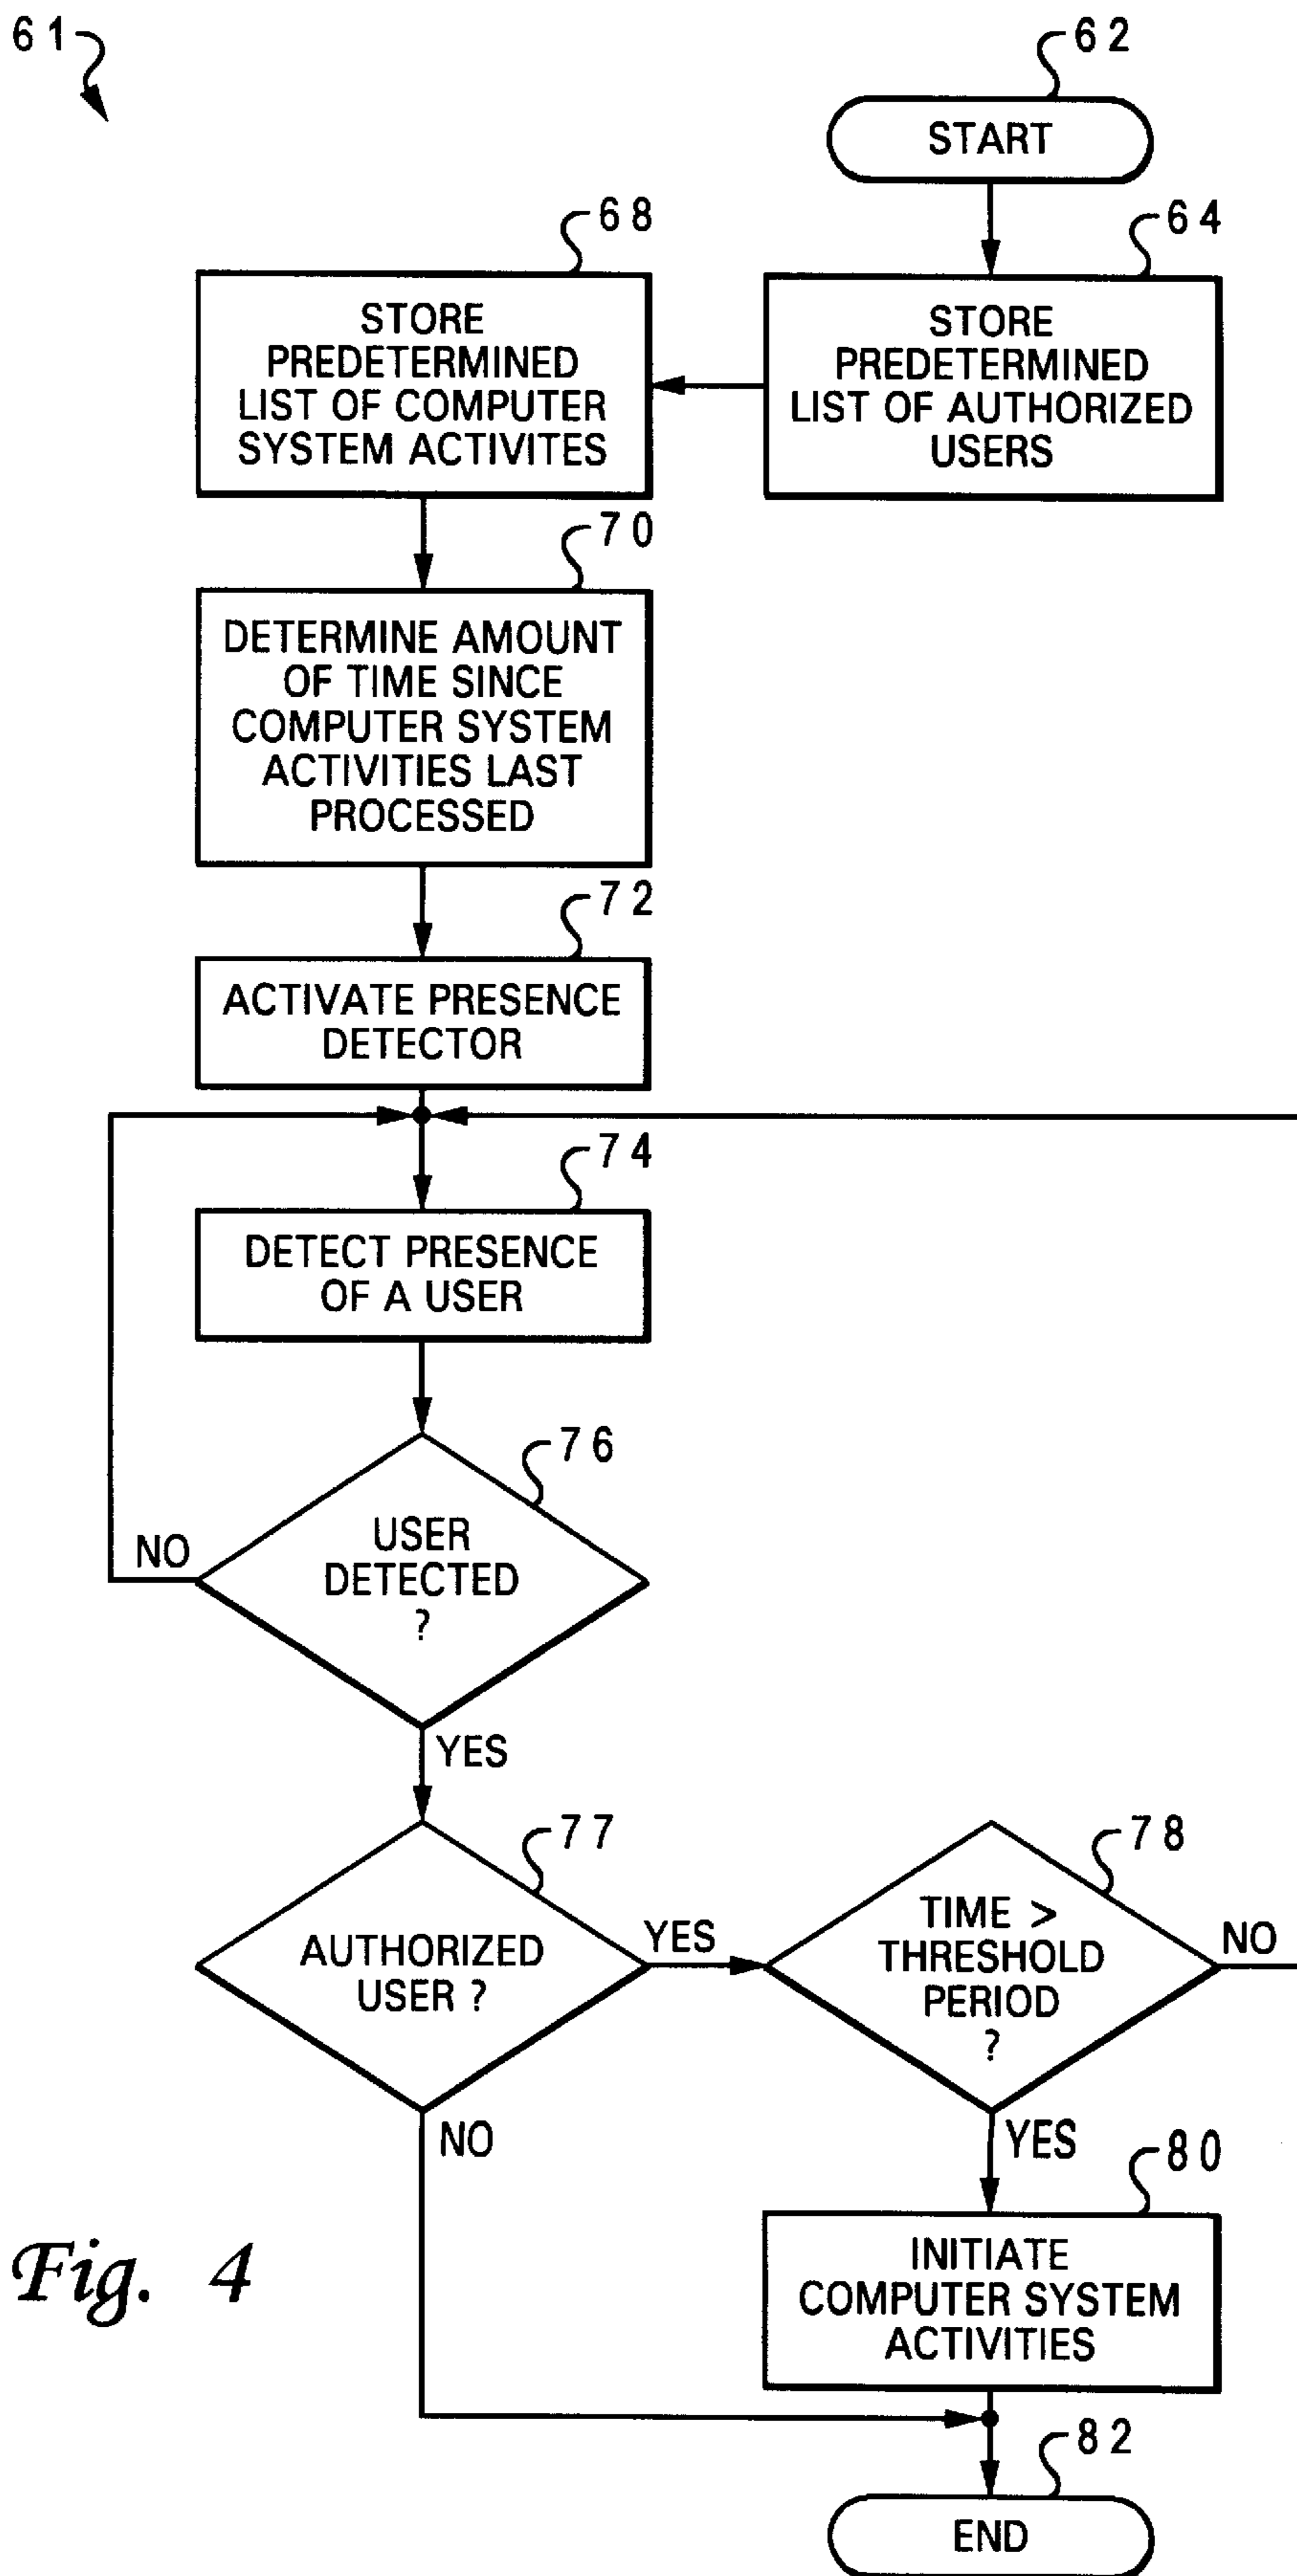 61
62
START
64
STORE
PREDETERMINED
LIST OF AUTHORIZED
USERS
68
STORE
PREDETERMINED
LIST OF COMPUTER
SYSTEM ACTIVITES
70
DETERMINE AMOUNT
OF TIME SINCE
COMPUTER SYSTEM
ACTIVITIES LAST
PROCESSED
72
ACTIVATE PRESENCE
DETECTOR
74
DETECT PRESENCE
OF A USER
76
USER
DETECTED
?
NO
YES
77
AUTHORIZED
USER ?
YES
NO
78
TIME >
THRESHOLD
PERIOD
?
NO
YES
80
INITIATE
COMPUTER SYSTEM
ACTIVITIES
82
END
Fig. 4